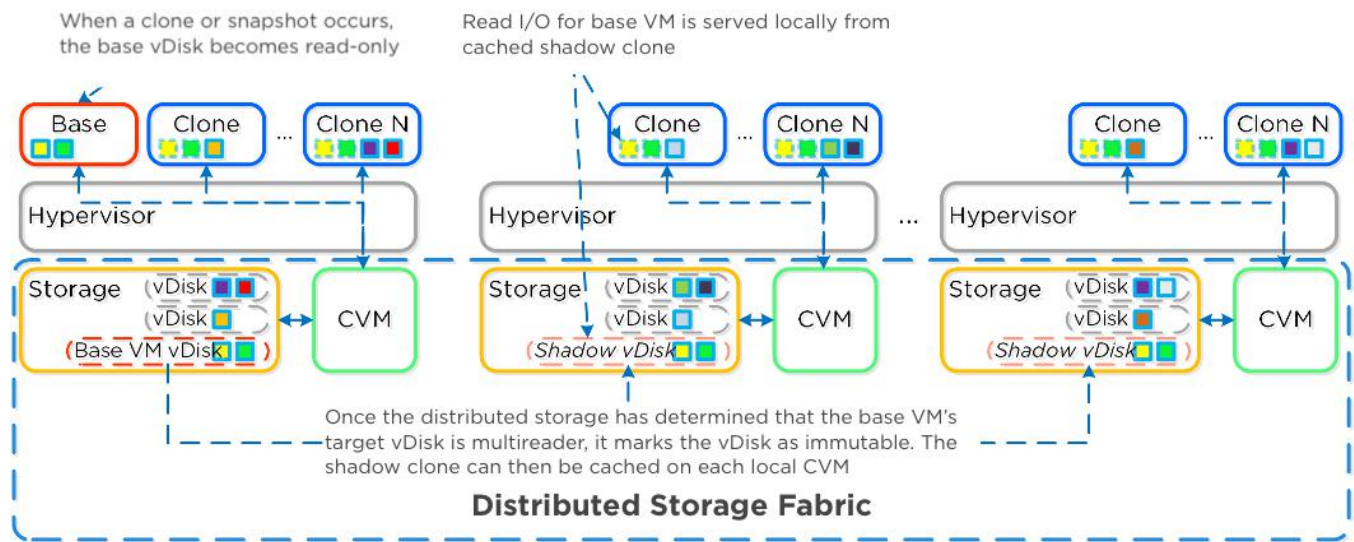 When a clone or snapshot occurs,
the base vDisk becomes read-only
Read I/O for base VM is served locally from
cached shadow clone
Base
Clone
...
Clone N
Clone
...
Clone N
Clone
...
Clone N
Hypervisor
Hypervisor
...
Hypervisor
Storage
vDisk
vDisk
(Base VM vDisk)
CVM
Storage
vDisk
vDisk
(Shadow vDisk)
CVM
Storage
vDisk
vDisk
(Shadow vDisk)
CVM
Once the distributed storage has determined that the base VM's
target vDisk is multireader, it marks the vDisk as immutable. The
shadow clone can then be cached on each local CVM
Distributed Storage Fabric